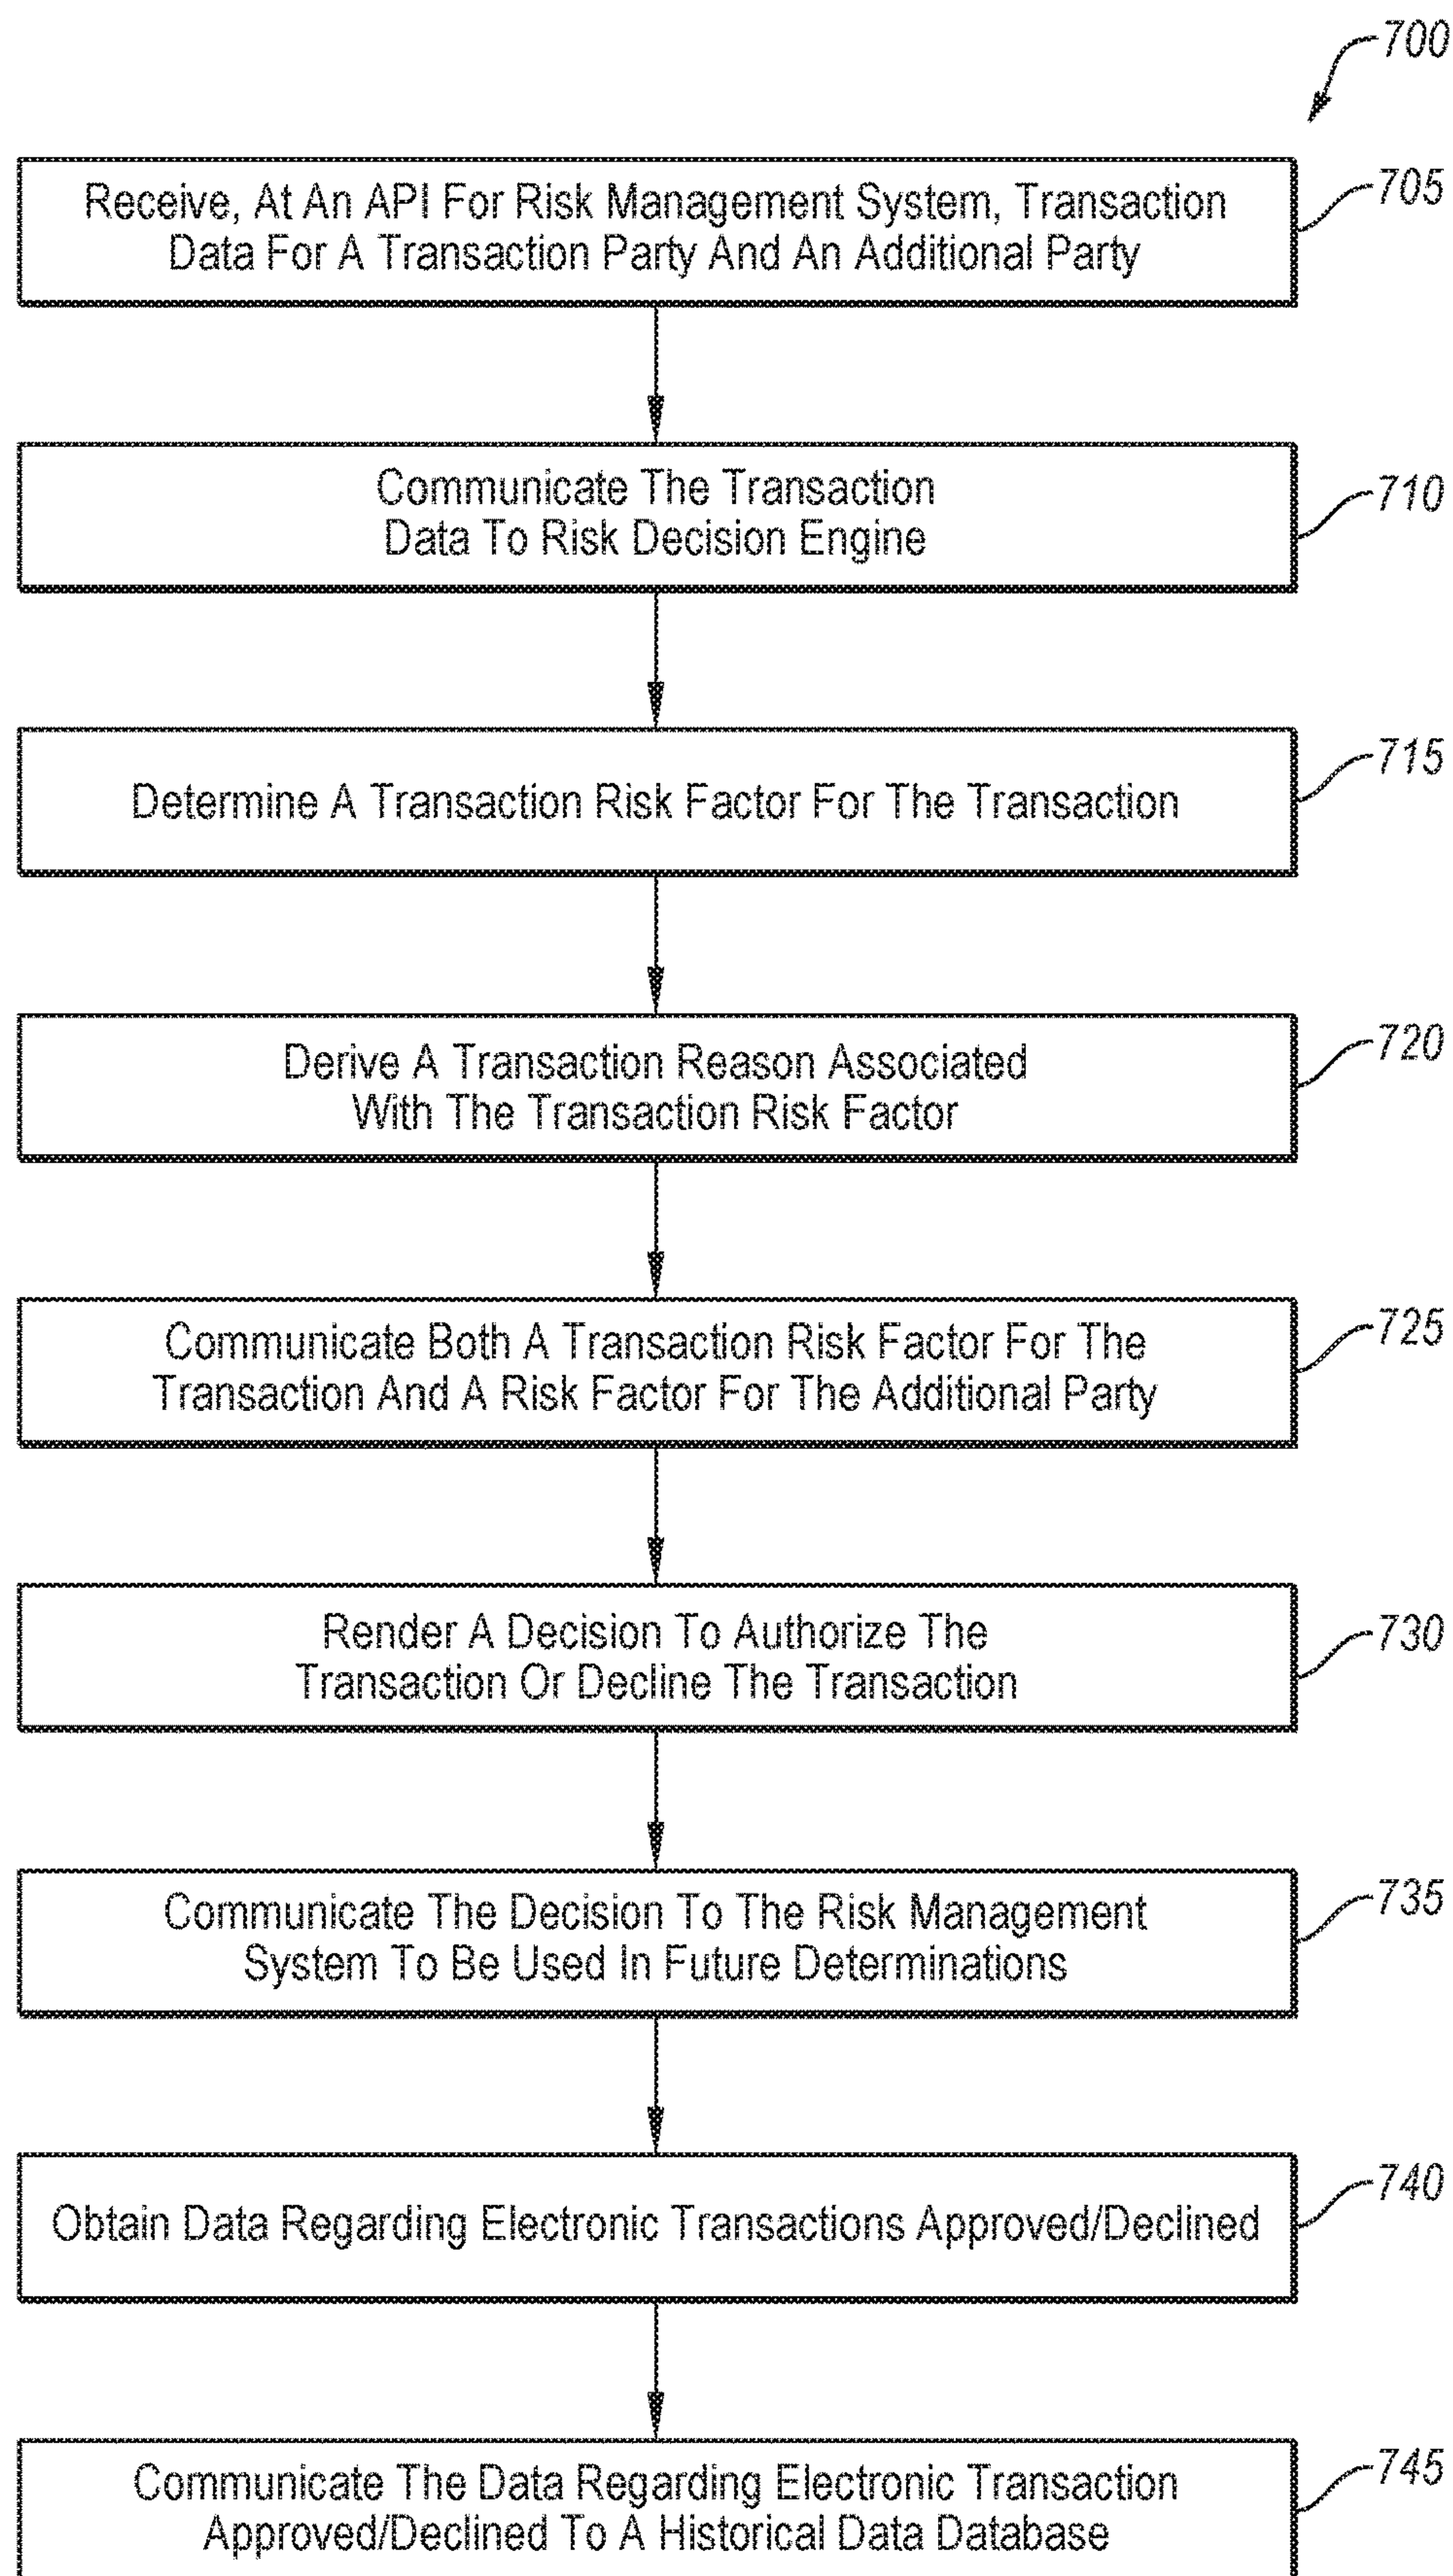 700
Receive, At An API For Risk Management System, Transaction
Data For A Transaction Party And An Additional Party
705
Communicate The Transaction
Data To Risk Decision Engine
710
Determine A Transaction Risk Factor For The Transaction
715
Derive A Transaction Reason Associated
With The Transaction Risk Factor
720
Communicate Both A Transaction Risk Factor For The
Transaction And A Risk Factor For The Additional Party
725
Render A Decision To Authorize The
Transaction Or Decline The Transaction
730
Communicate The Decision To The Risk Management
System To Be Used In Future Determinations
735
Obtain Data Regarding Electronic Transactions Approved/Declined
740
Communicate The Data Regarding Electronic Transaction
Approved/Declined To A Historical Data Database
745